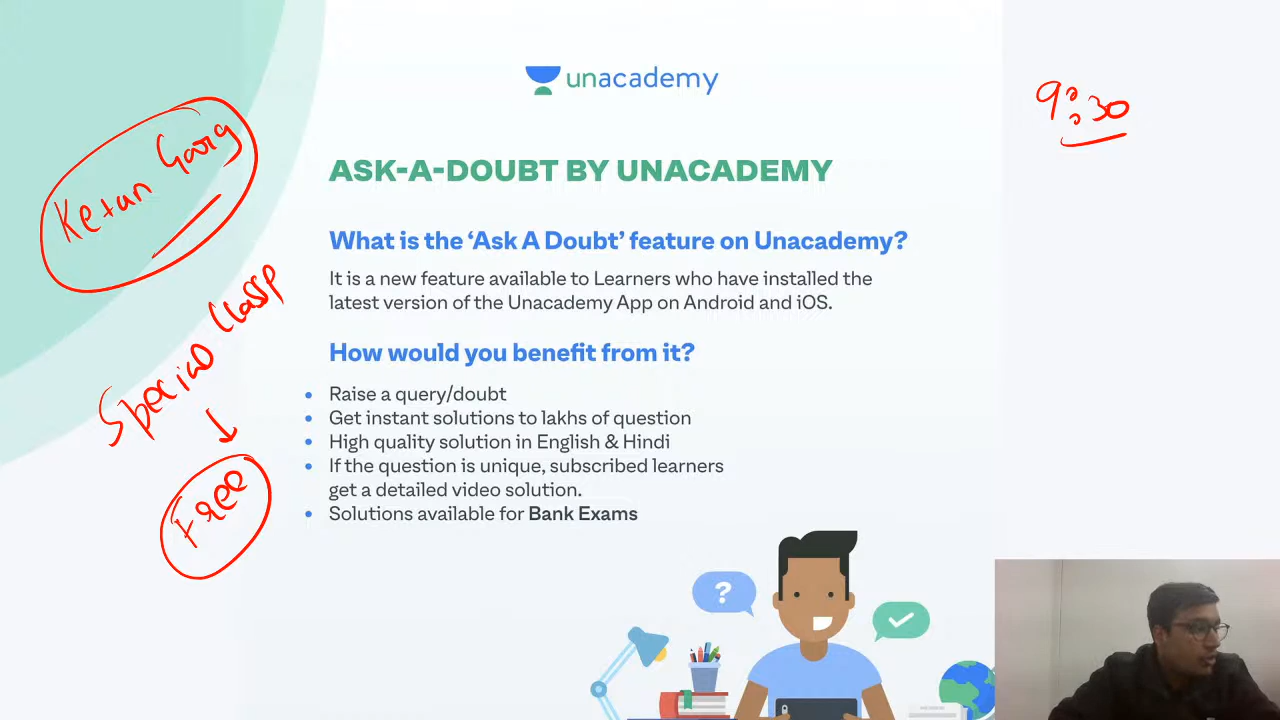 unacademy
9:30
Ketan Garg
ASK-A-DOUBT BY UNACADEMY
What is the ‘Ask A Doubt’ feature on Unacademy?
It is a new feature available to Learners who have installed the
latest version of the Unacademy App on Android and iOS.
Special Class
How would you benefit from it?
• Raise a query/doubt
• Get instant solutions to lakhs of question
• High quality solution in English & Hindi
• If the question is unique, subscribed learners
get a detailed video solution.
• Solutions available for Bank Exams
Free
?